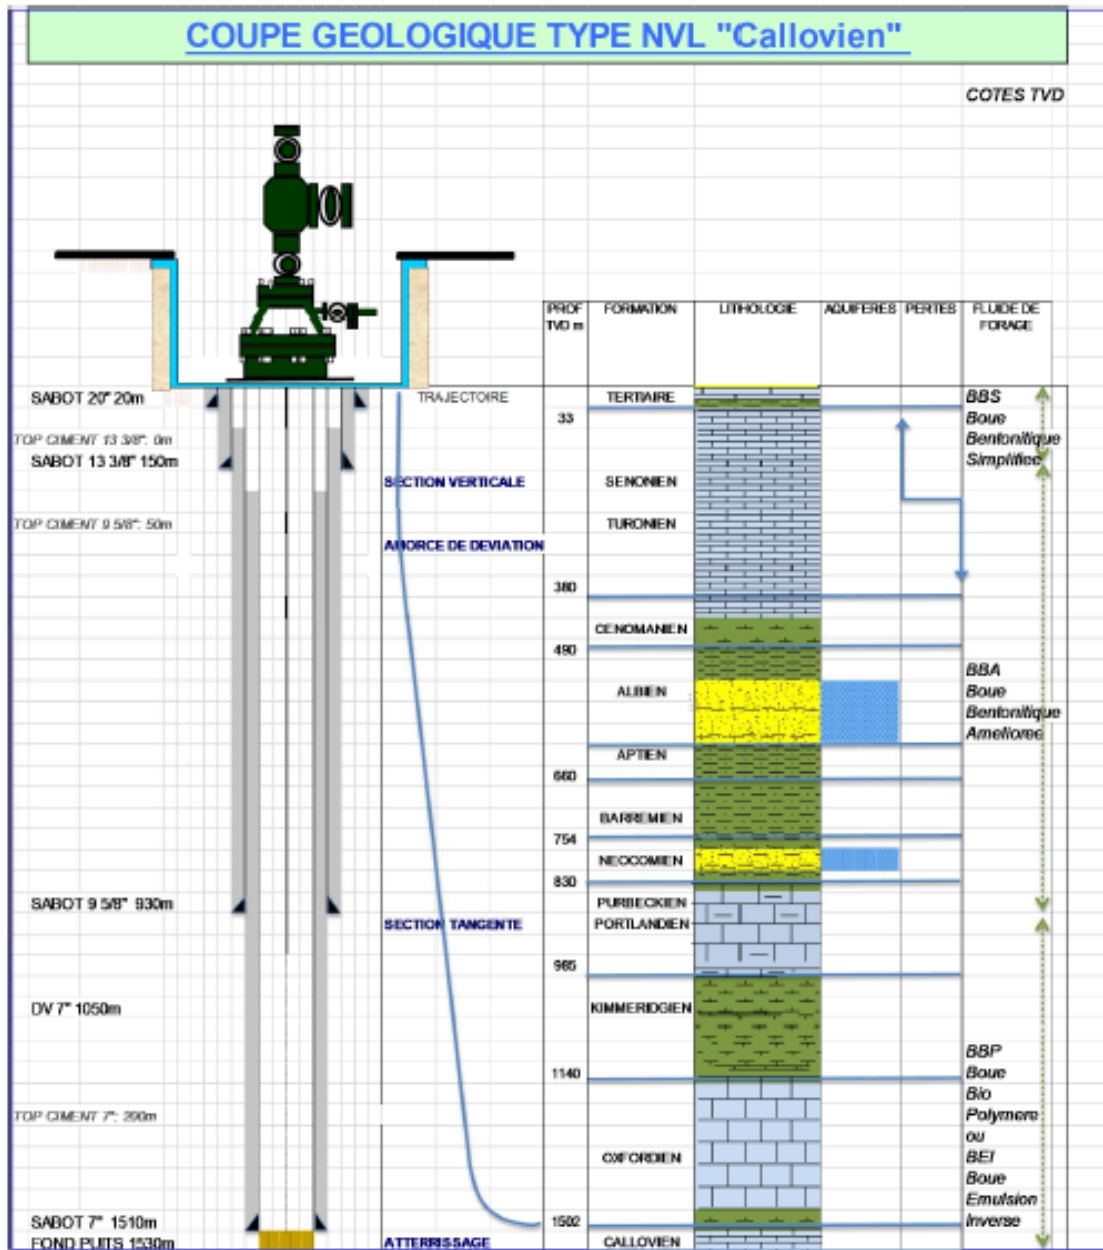 COUPE GEOLOGIQUE TYPE NVL "Callovien"
COTES TVD
PROF TVD m
FORMATION
LITHOLOGIE
AQUIFERES
PERTES
FLUIDE DE FORAGE
SABOT 20" 20m
TRAJECTOIRE
TERTIAIRE
BBS
33
Boue
TOP CIMENT 13 3/8": 0m
Bentonitique
SABOT 13 3/8" 150m
Simplifiee
SECTION VERTICALE
SENONIEN
TOP CIMENT 9 5/8": 50m
TURONIEN
AMORCE DE DEVIATION
380
CENOMANIEN
490
BBA
ALBIEN
Boue
Bentonitique
Amelioree
APTIEN
660
BARREMIEN
754
NEOCOMIEN
830
SABOT 9 5/8" 930m
PURBECKIEN
SECTION TANGENTE
PORTLANDIEN
985
DV 7" 1050m
KIMMERIDGIEN
BBP
1140
Boue
Bio
TOP CIMENT 7": 390m
Polymere
ou
OXFORDIEN
BEI
Boue
Emulsion
SABOT 7" 1510m
1502
Inverse
FOND PUITS 1530m
ATTERRISSAGE
CALLOVIEN